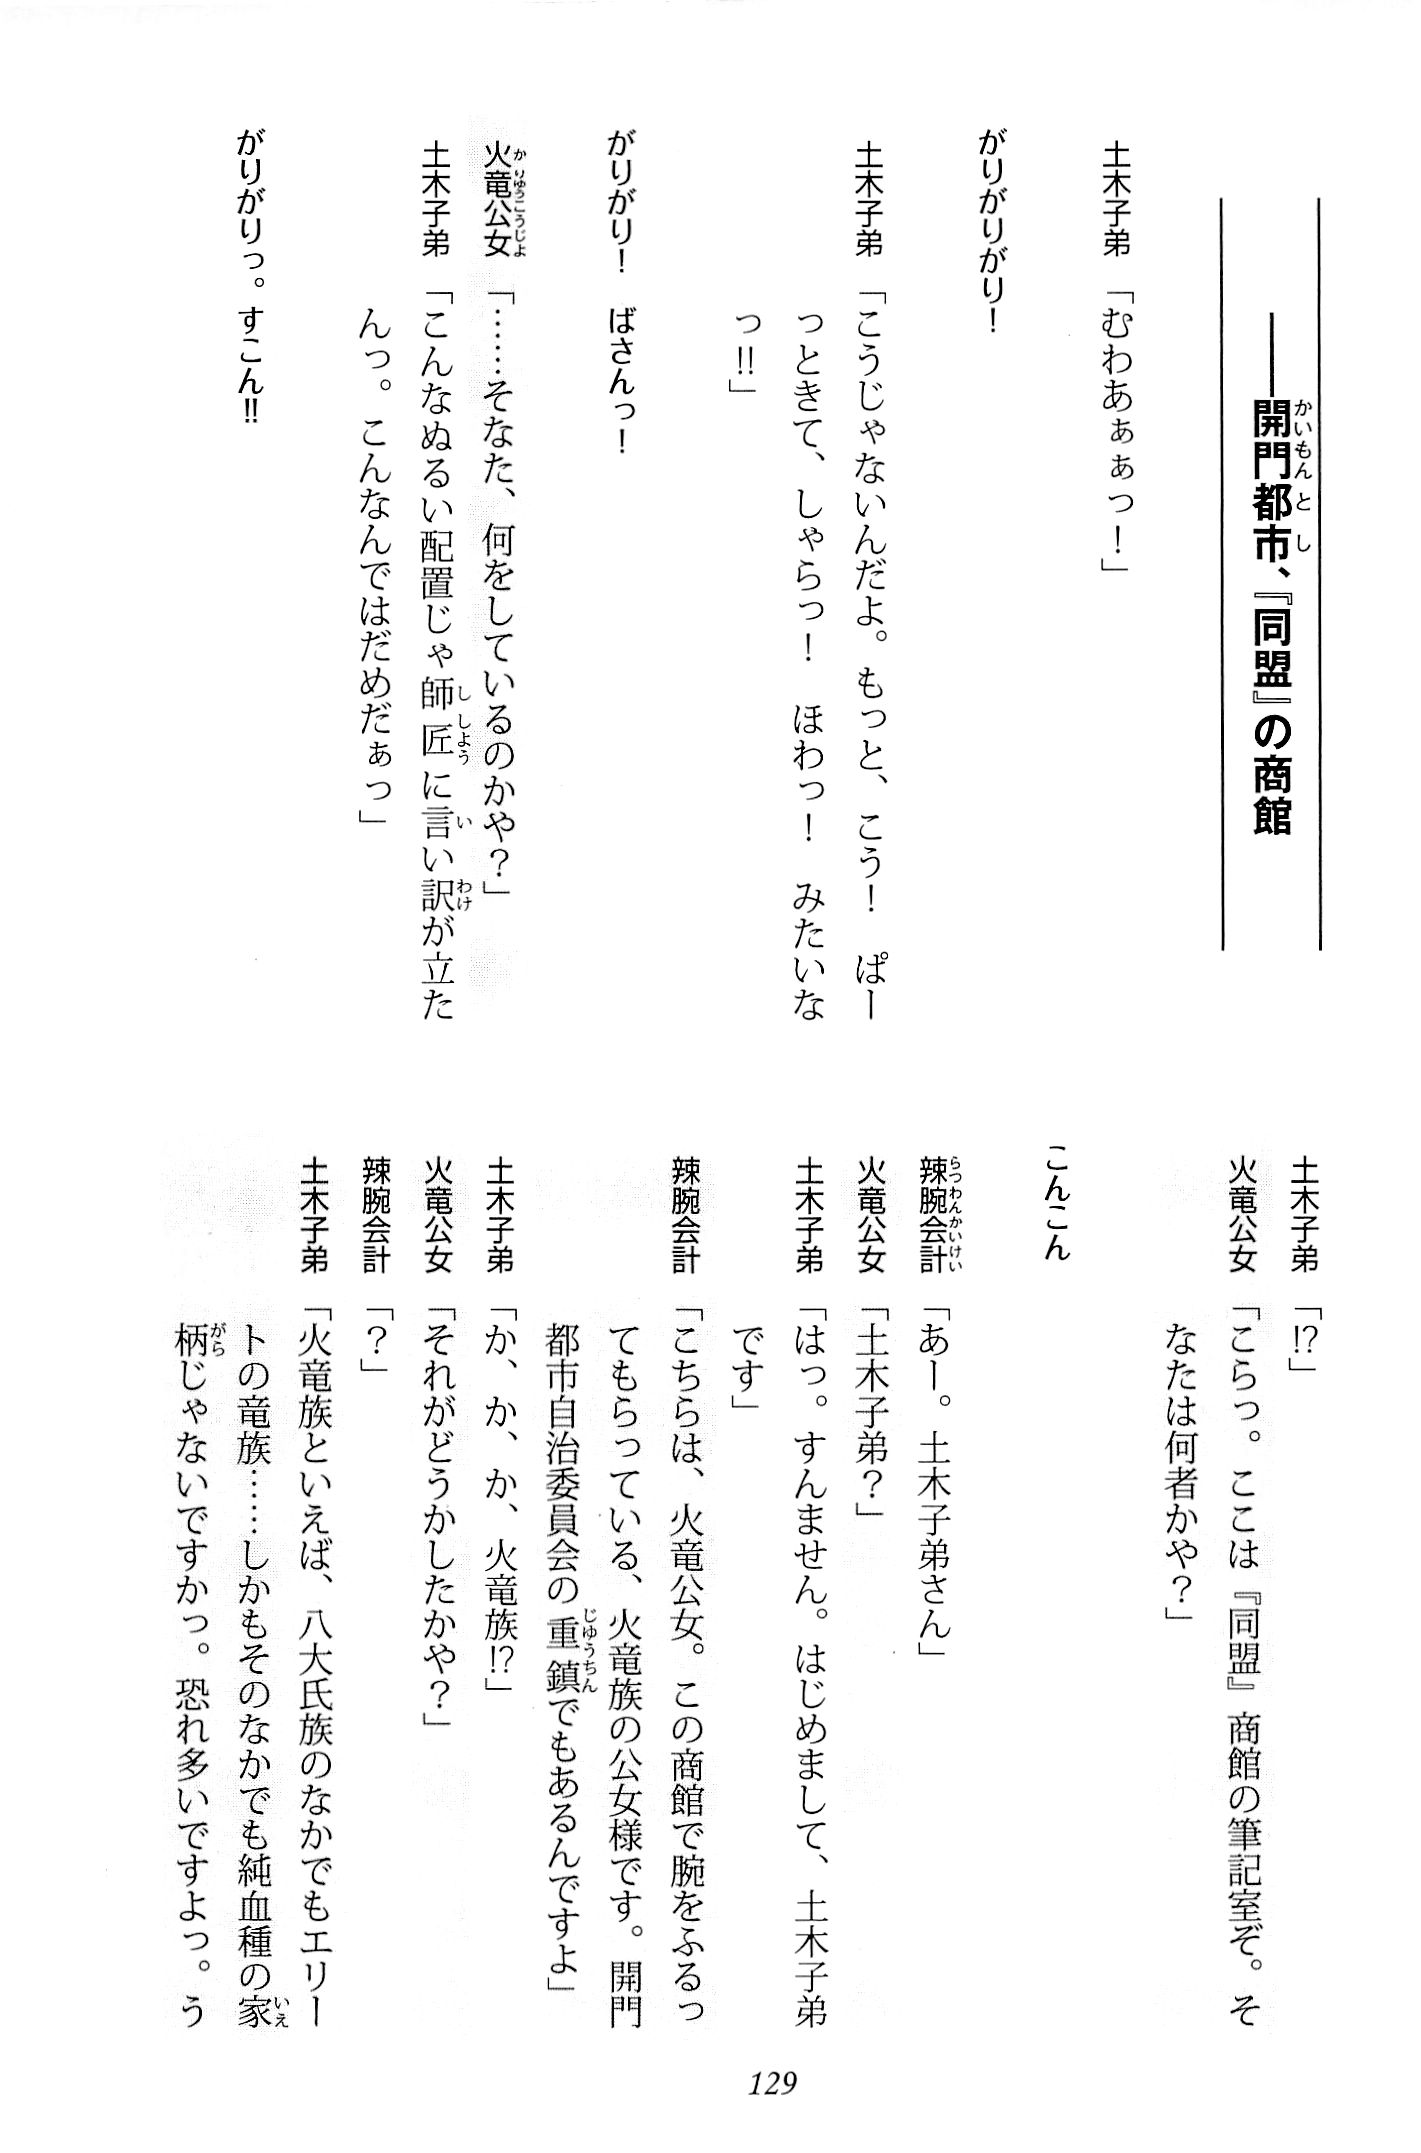 ――開門都市、『同盟』の商館
土木子弟「むわあぁぁっ！」
がりがりがり！
土木子弟「こうじゃないんだよ。もっと、こう！　ぱー
っときて、しゃらっ！　ほわっ！　みたいな
っ!!」
がりがり！　ばさんっ！
火竜公女「……そなた、何をしているのかや？」
土木子弟「こんなぬるい配置じゃ師匠に言い訳が立た
んっ。こんなんではだめだぁっ」
がりがりっ。すこん!!
土木子弟「!?」
火竜公女「こらっ。ここは『同盟』商館の筆記室ぞ。そ
なたは何者かや？」
こんこん
辣腕会計「あー。土木子弟さん」
火竜公女「土木子弟？」
土木子弟「はっ。すんません。はじめまして、土木子弟
です」
辣腕会計「こちらは、火竜公女。この商館で腕をふるっ
てもらっている、火竜族の公女様です。開門
都市自治委員会の重鎮でもあるんですよ」
土木子弟「か、か、か、火竜族!?」
火竜公女「それがどうかしたかや？」
辣腕会計「？」
土木子弟「火竜族といえば、八大氏族のなかでもエリー
トの竜族……しかもそのなかでも純血種の家
柄じゃないですかっ。恐れ多いですよっ。う
129